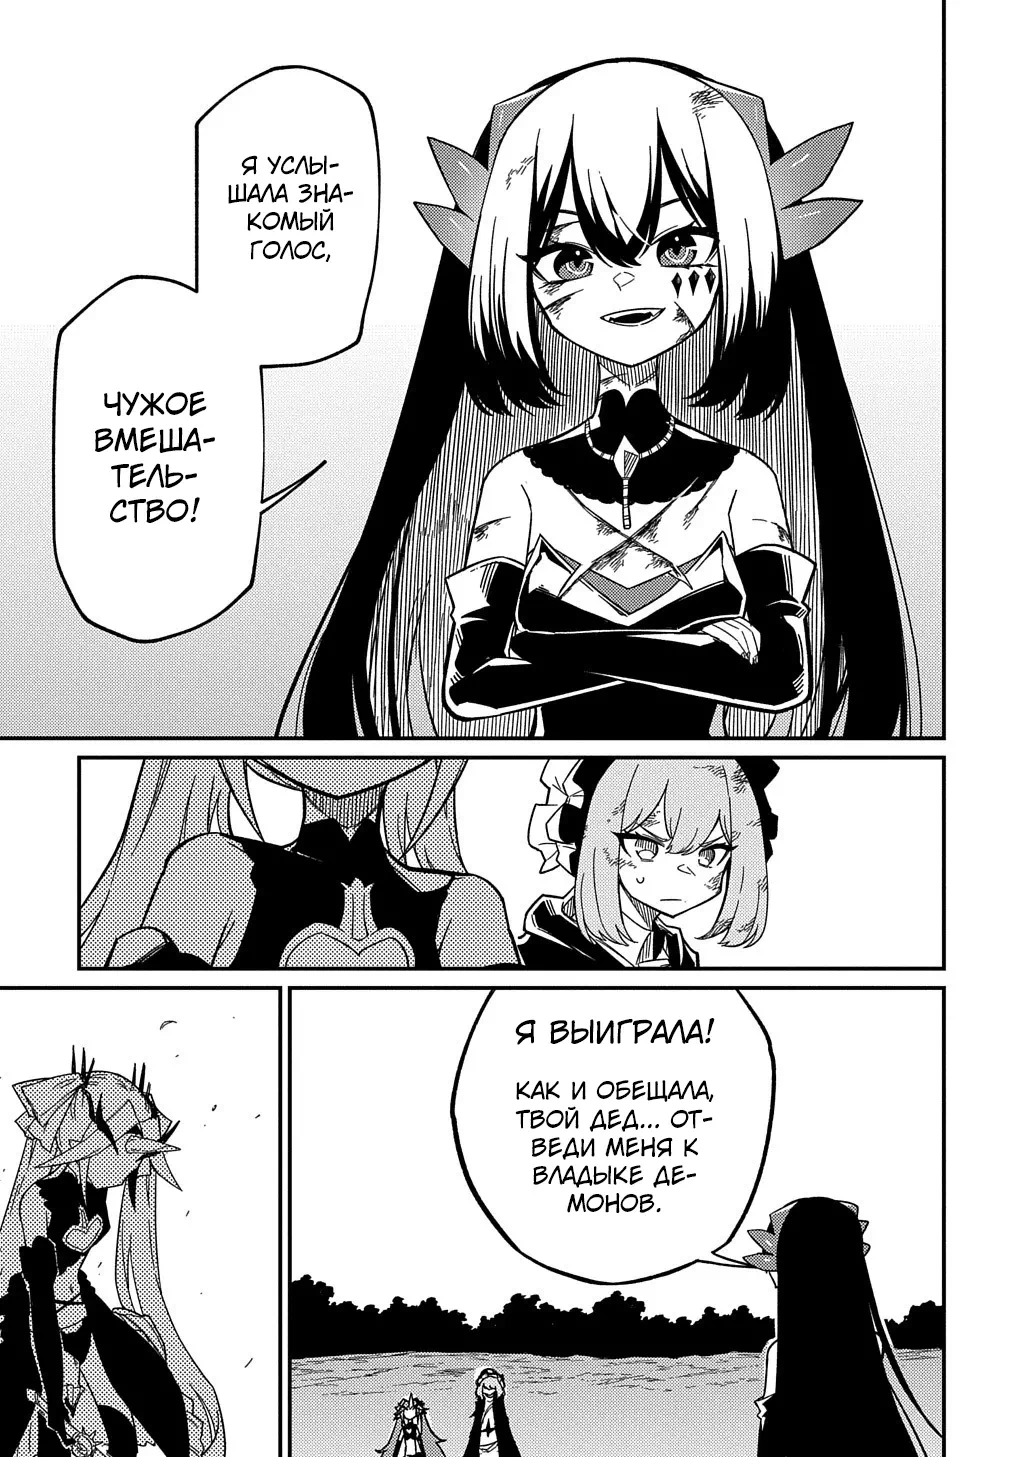 Я УСЛЫ-
ШАЛА ЗНА-
КОМЫЙ
ГОЛОС,
ЧУЖОЕ
ВМЕША-
ТЕЛЬ-
СТВО!
Я ВЫИГРАЛА!
КАК И ОБЕЩАЛА,
ТВОЙ ДЕД... ОТ-
ВЕДИ МЕНЯ К
ВЛАДЫКЕ ДЕ-
МОНОВ.